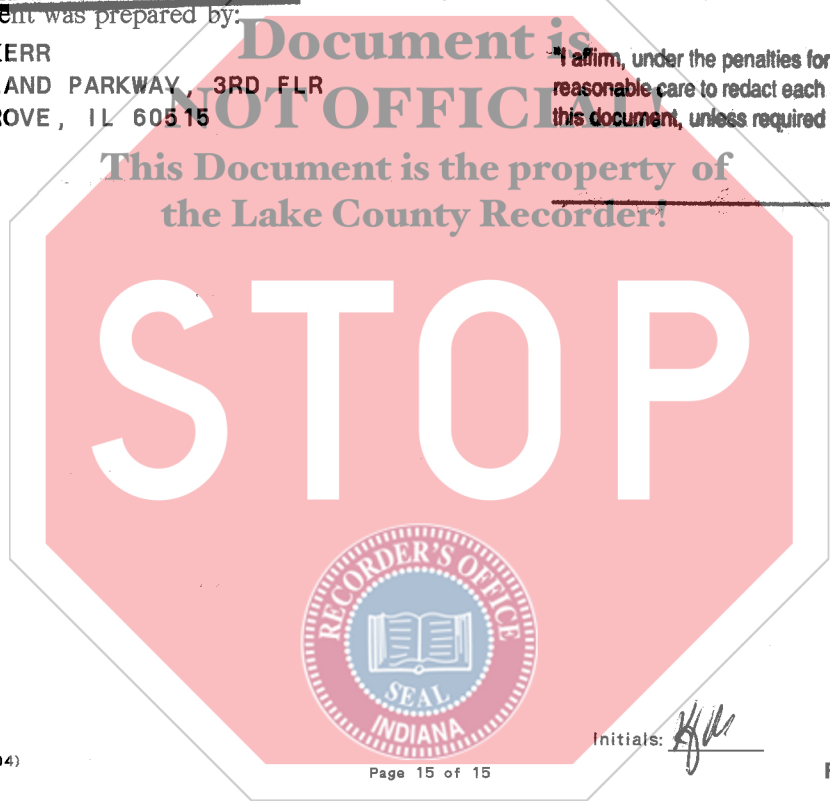 ent was prepared by:
KERR
AND PARKWAY, 3RD FLR
ROVE, IL 60515
"I affirm, under the penalties for
reasonable care to redact each
this document, unless required
Document is
NOT OFFICIAL!
This Document is the property of
the Lake County Recorder!
STOP
RECORDER'S OFFICE
SEAL
INDIANA
Initials:
04)
Page 15 of 15